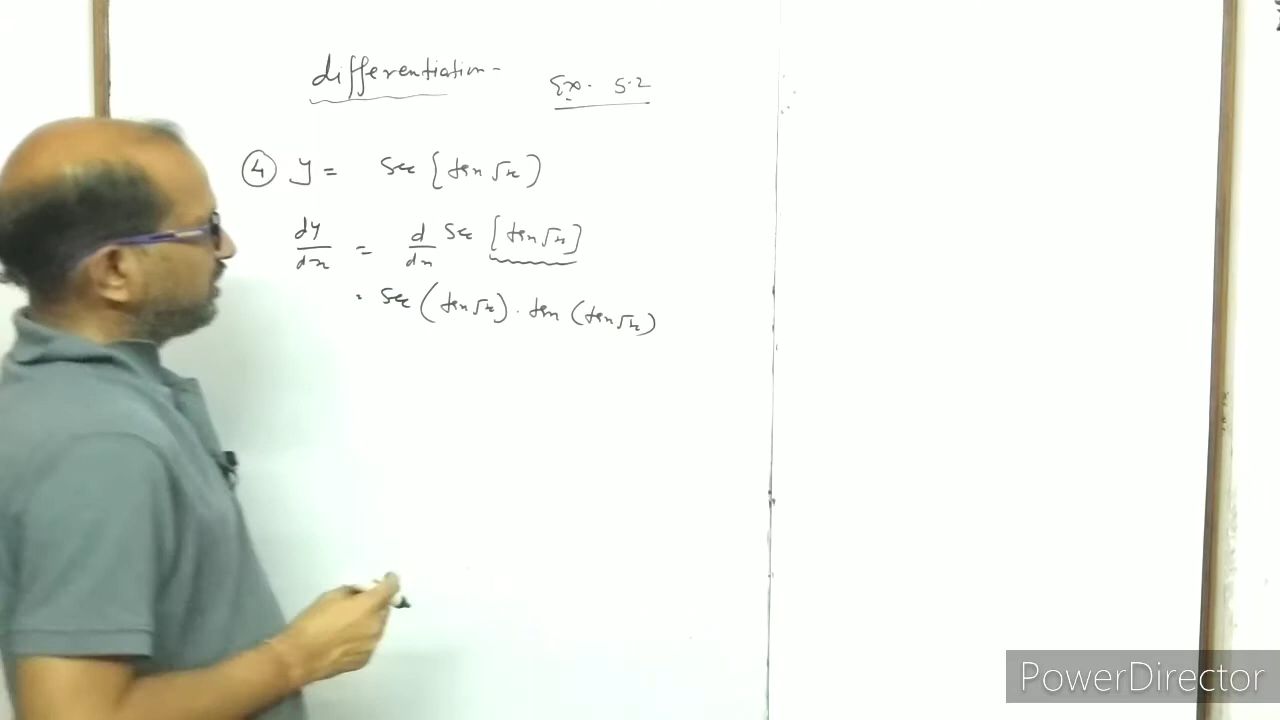 differentiation- Ex. 5.2
④ y = sec {tan √x)
dy/dx = d/dx sec [tan √x]
= sec (tan √x) . tan (tan √x)
PowerDirector